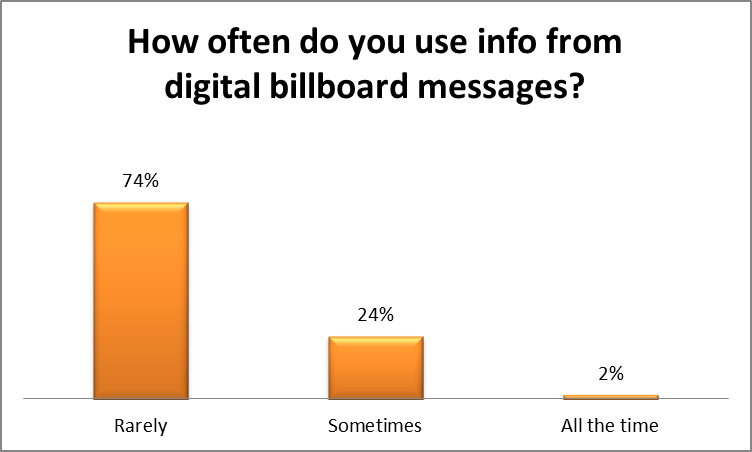 How often do you use info from
digital billboard messages?
74%
24%
2%
Rarely
Sometimes
All the time